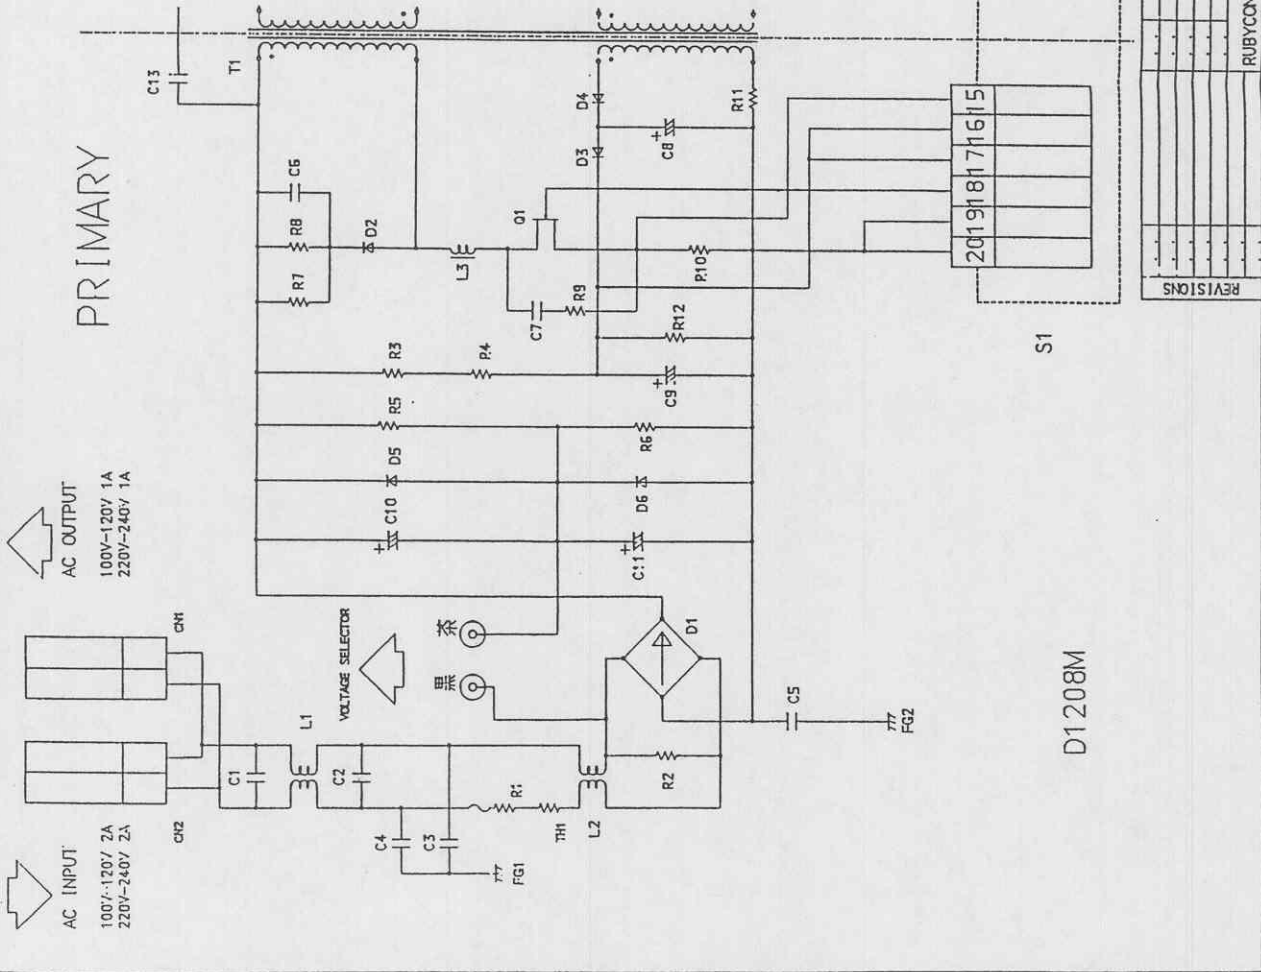 PRIMARY
C13
T1
C6
R8
R7
D2
L3
Q1
C7
R9
D4
D3
C8
R11
R10
R12
C9
R3
R4
R5
R6
D5
D6
C10
C11
20 19 18 17 16 15
S1
REVISIONS
RUBYCON
AC OUTPUT
100V-120V 1A
220V-240V 1A
CN1
VOLTAGE SELECTOR
茶
黒
D1
AC INPUT
100V-120V 2A
220V-240V 2A
CN2
C1
L1
C2
C4
C3
FG1
R1
TH1
L2
R2
C5
FG2
D1208M